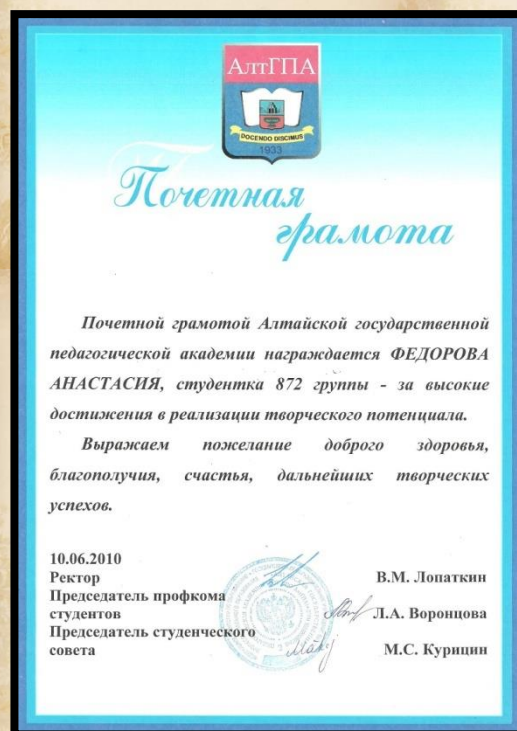 АлтГПА
DOCENDO DISCIMUS
1933
Почетная
грамота
Почетной грамотой Алтайской государственной
педагогической академии награждается ФЕДОРОВА
АНАСТАСИЯ, студентка 872 группы - за высокие
достижения в реализации творческого потенциала.
Выражаем пожелание доброго здоровья,
благополучия, счастья, дальнейших творческих
успехов.
10.06.2010
Ректор В.М. Лопаткин
Председатель профкома
студентов Л.А. Воронцова
Председатель студенческого
совета М.С. Курицин